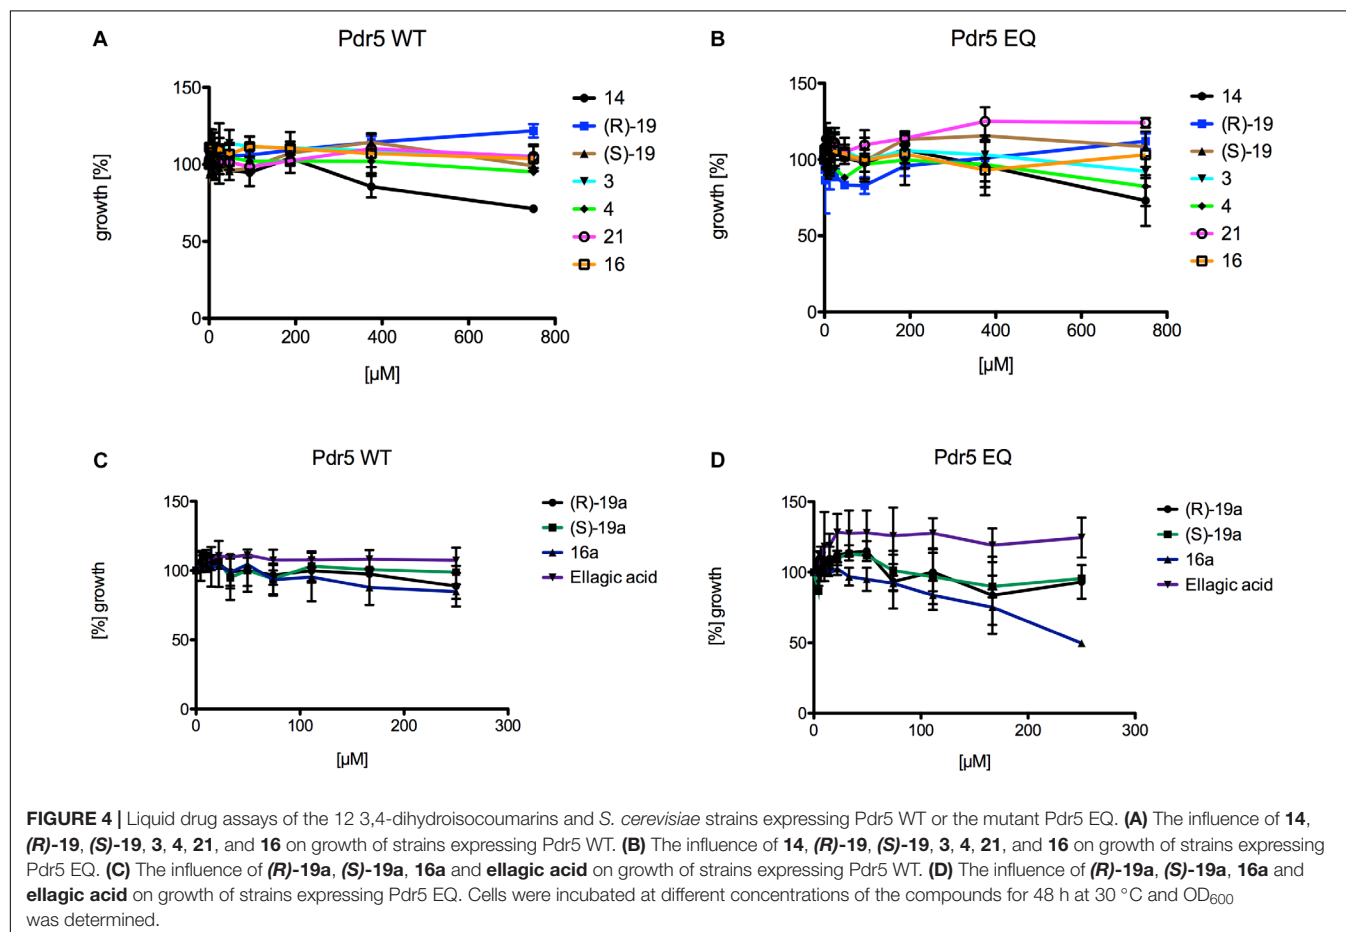 A
Pdr5 WT
150
100
50
0
0
200
400
600
800
growth [%]
[µM]
14
(R)-19
(S)-19
3
4
21
16
B
Pdr5 EQ
150
100
50
0
0
200
400
600
800
growth [%]
[µM]
14
(R)-19
(S)-19
3
4
21
16
C
Pdr5 WT
150
100
50
0
0
100
200
300
[%] growth
[µM]
(R)-19a
(S)-19a
16a
Ellagic acid
D
Pdr5 EQ
150
100
50
0
0
100
200
300
[%] growth
[µM]
(R)-19a
(S)-19a
16a
Ellagic acid
FIGURE 4 | Liquid drug assays of the 12 3,4-dihydroisocoumarins and S. cerevisiae strains expressing Pdr5 WT or the mutant Pdr5 EQ. (A) The influence of 14,
(R)-19, (S)-19, 3, 4, 21, and 16 on growth of strains expressing Pdr5 WT. (B) The influence of 14, (R)-19, (S)-19, 3, 4, 21, and 16 on growth of strains expressing
Pdr5 EQ. (C) The influence of (R)-19a, (S)-19a, 16a and ellagic acid on growth of strains expressing Pdr5 WT. (D) The influence of (R)-19a, (S)-19a, 16a and
ellagic acid on growth of strains expressing Pdr5 EQ. Cells were incubated at different concentrations of the compounds for 48 h at 30 °C and OD600
was determined.